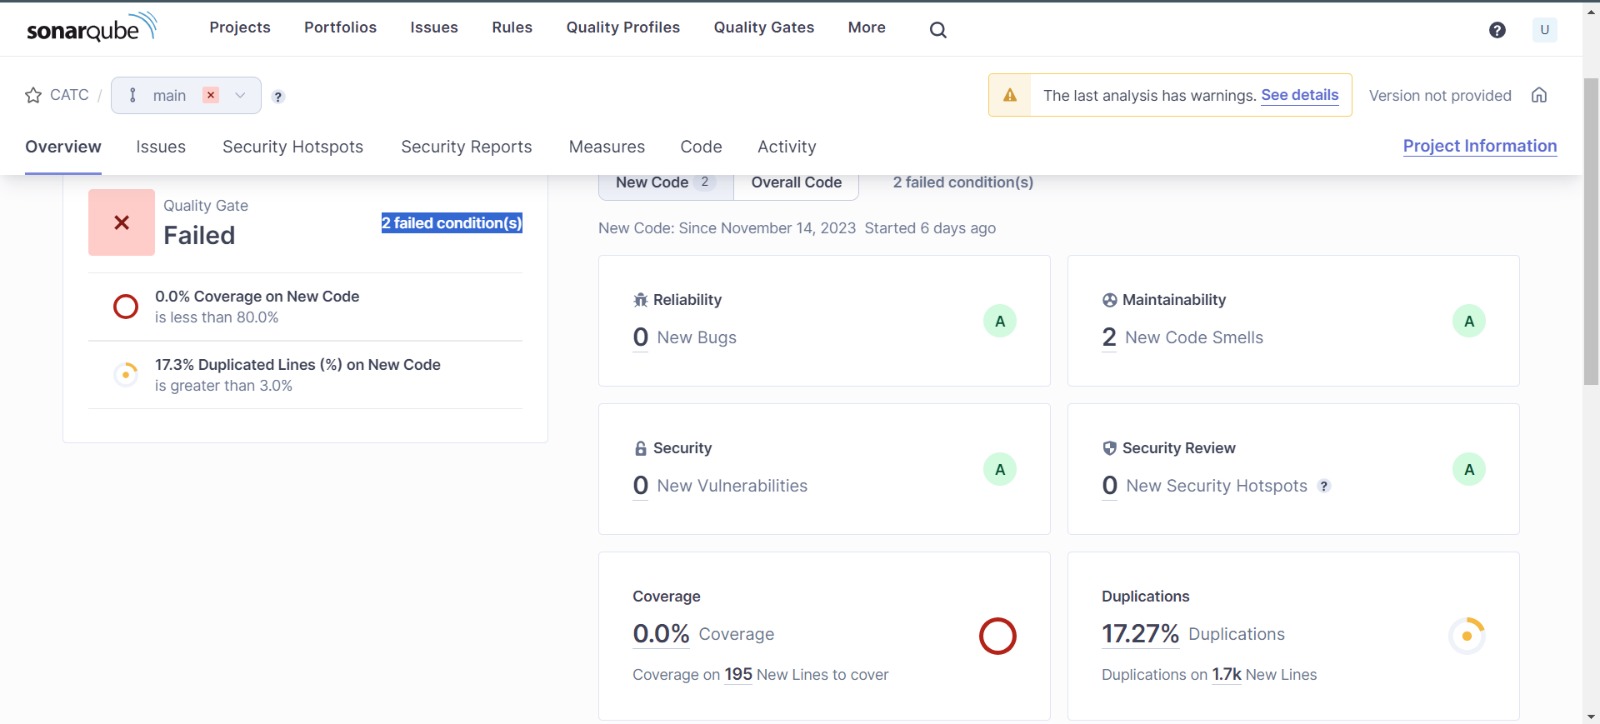 sonarqube Projects Portfolios Issues Rules Quality Profiles Quality Gates More ? U
CATC / main ? The last analysis has warnings. See details Version not provided
Overview Issues Security Hotspots Security Reports Measures Code Activity Project Information
Quality Gate
Failed
2 failed condition(s)
0.0% Coverage on New Code
is less than 80.0%
17.3% Duplicated Lines (%) on New Code
is greater than 3.0%
New Code 2 Overall Code 2 failed condition(s)
New Code: Since November 14, 2023 Started 6 days ago
Reliability
0 New Bugs A
Maintainability
2 New Code Smells A
Security
0 New Vulnerabilities A
Security Review
0 New Security Hotspots ? A
Coverage
0.0% Coverage
Coverage on 195 New Lines to cover
Duplications
17.27% Duplications
Duplications on 1.7k New Lines